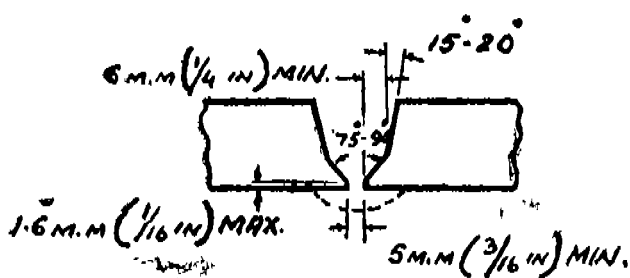 15°-20°
6 M.M (1/4 IN) MIN.
75°-90°
1.6 M.M (1/16 IN) MAX.
5 M.M (3/16 IN) MIN.